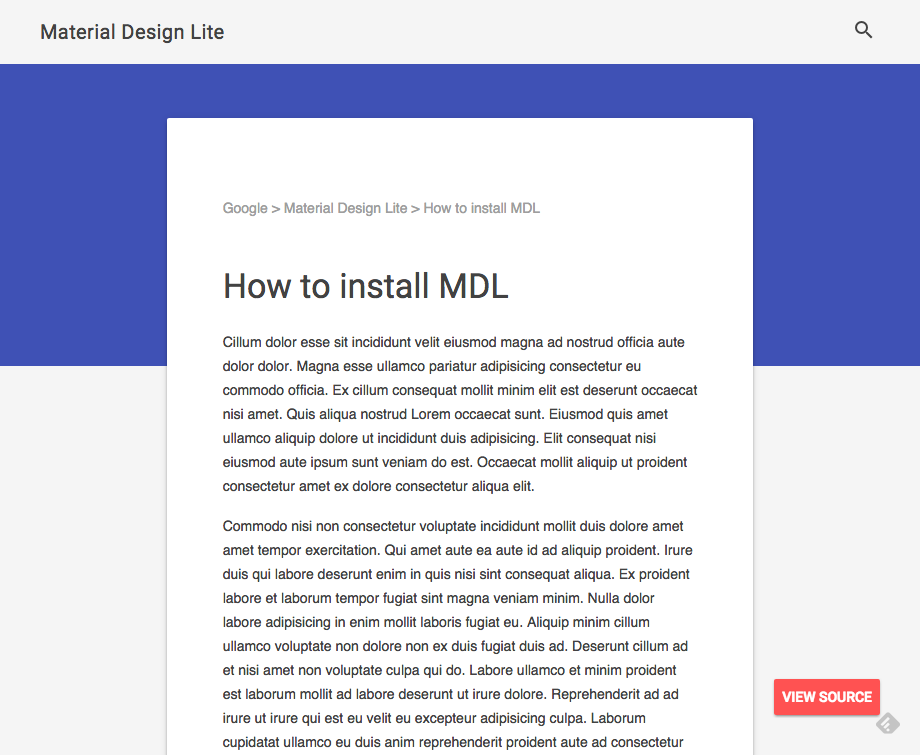 Material Design Lite
Google > Material Design Lite > How to install MDL
How to install MDL
Cillum dolor esse sit incididunt velit eiusmod magna ad nostrud officia aute
dolor dolor. Magna esse ullamco pariatur adipisicing consectetur eu
commodo officia. Ex cillum consequat mollit minim elit est deserunt occaecat
nisi amet. Quis aliqua nostrud Lorem occaecat sunt. Eiusmod quis amet
ullamco aliquip dolore ut incididunt duis adipisicing. Elit consequat nisi
eiusmod aute ipsum sunt veniam do est. Occaecat mollit aliquip ut proident
consectetur amet ex dolore consectetur aliqua elit.
Commodo nisi non consectetur voluptate incididunt mollit duis dolore amet
amet tempor exercitation. Qui amet aute ea aute id ad aliquip proident. Irure
duis qui labore deserunt enim in quis nisi sint consequat aliqua. Ex proident
labore et laborum tempor fugiat sint magna veniam minim. Nulla dolor
labore adipisicing in enim mollit laboris fugiat eu. Aliquip minim cillum
ullamco voluptate non dolore non ex duis fugiat duis ad. Deserunt cillum ad
et nisi amet non voluptate culpa qui do. Labore ullamco et minim proident
est laborum mollit ad labore deserunt ut irure dolore. Reprehenderit ad ad
irure ut irure qui est eu velit eu excepteur adipisicing culpa. Laborum
cupidatat ullamco eu duis anim reprehenderit proident aute ad consectetur
VIEW SOURCE